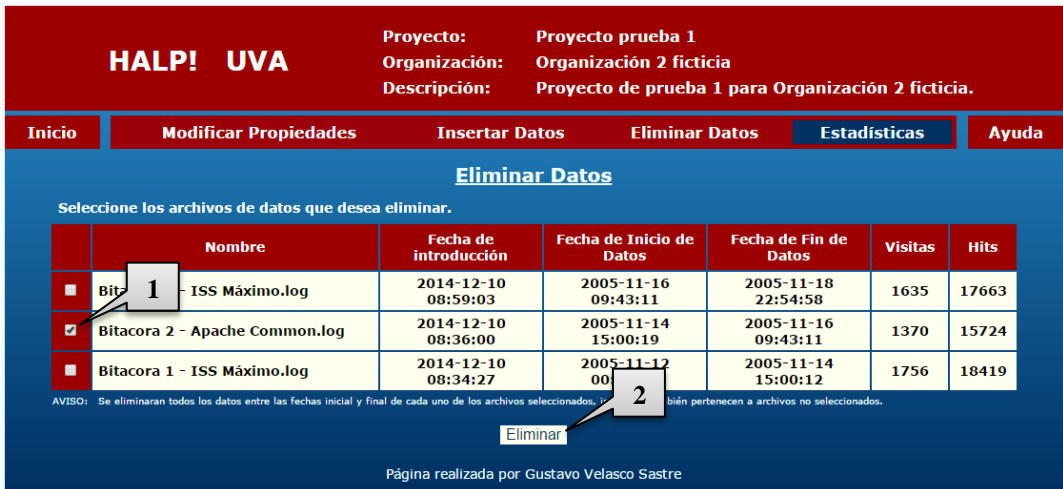 HALP! UVA
Proyecto: Proyecto prueba 1
Organización: Organización 2 ficticia
Descripción: Proyecto de prueba 1 para Organización 2 ficticia.
Inicio Modificar Propiedades Insertar Datos Eliminar Datos Estadísticas Ayuda
Eliminar Datos
Seleccione los archivos de datos que desea eliminar.
Nombre Fecha de introducción Fecha de Inicio de Datos Fecha de Fin de Datos Visitas Hits
1 - ISS Máximo.log 2014-12-10 08:59:03 2005-11-16 09:43:11 2005-11-18 22:54:58 1635 17663
Bitacora 2 - Apache Common.log 2014-12-10 08:36:00 2005-11-14 15:00:19 2005-11-16 09:43:11 1370 15724
Bitacora 1 - ISS Máximo.log 2014-12-10 08:34:27 2005-11-12 2005-11-14 15:00:12 1756 18419
AVISO: Se eliminaran todos los datos entre las fechas inicial y final de cada uno de los archivos seleccionados, pertenecen a archivos no seleccionados.
2
Eliminar
Página realizada por Gustavo Velasco Sastre